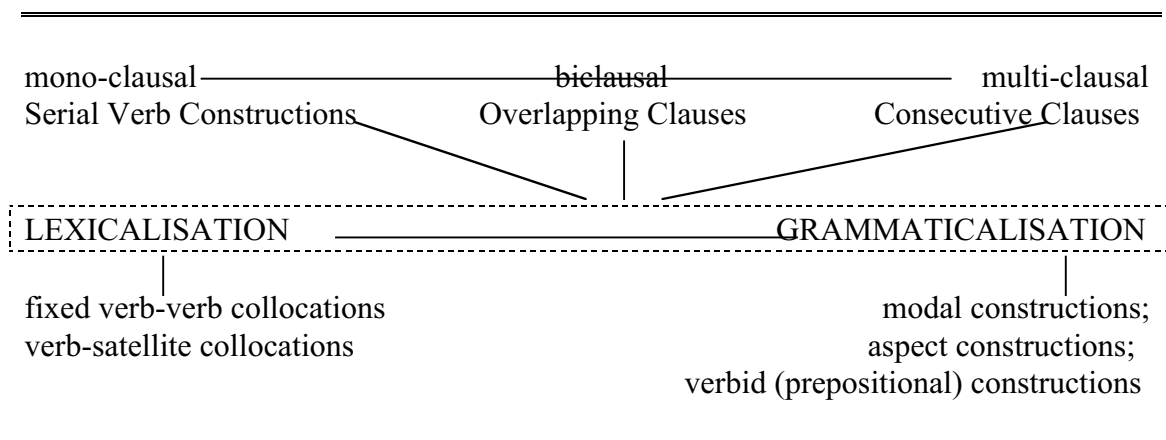 mono-clausal biclausal multi-clausal
Serial Verb Constructions Overlapping Clauses Consecutive Clauses
LEXICALISATION GRAMMATICALISATION
fixed verb-verb collocations modal constructions;
verb-satellite collocations aspect constructions;
verbid (prepositional) constructions